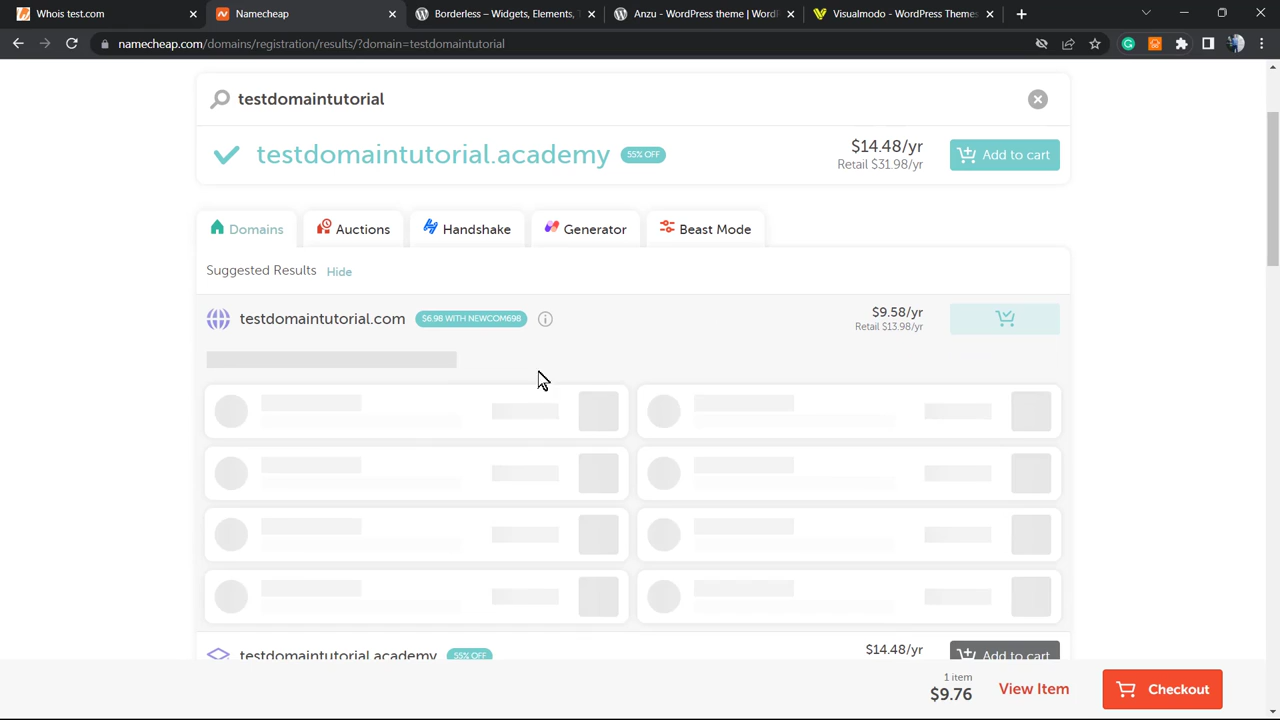 Whois test.com
Namecheap
Borderless – Widgets, Elements, T
Anzu - WordPress theme | Word
Visualmodo - WordPress Themes
namecheap.com/domains/registration/results/?domain=testdomaintutorial
testdomaintutorial
testdomaintutorial.academy 55% OFF $14.48/yr Add to cart
Retail $31.98/yr
Domains Auctions Handshake Generator Beast Mode
Suggested Results Hide
testdomaintutorial.com $6.98 WITH NEWCOM698 $9.58/yr
Retail $13.98/yr
testdomaintutorial.academy 55% OFF $14.48/yr Add to cart
1 item
$9.76 View Item Checkout